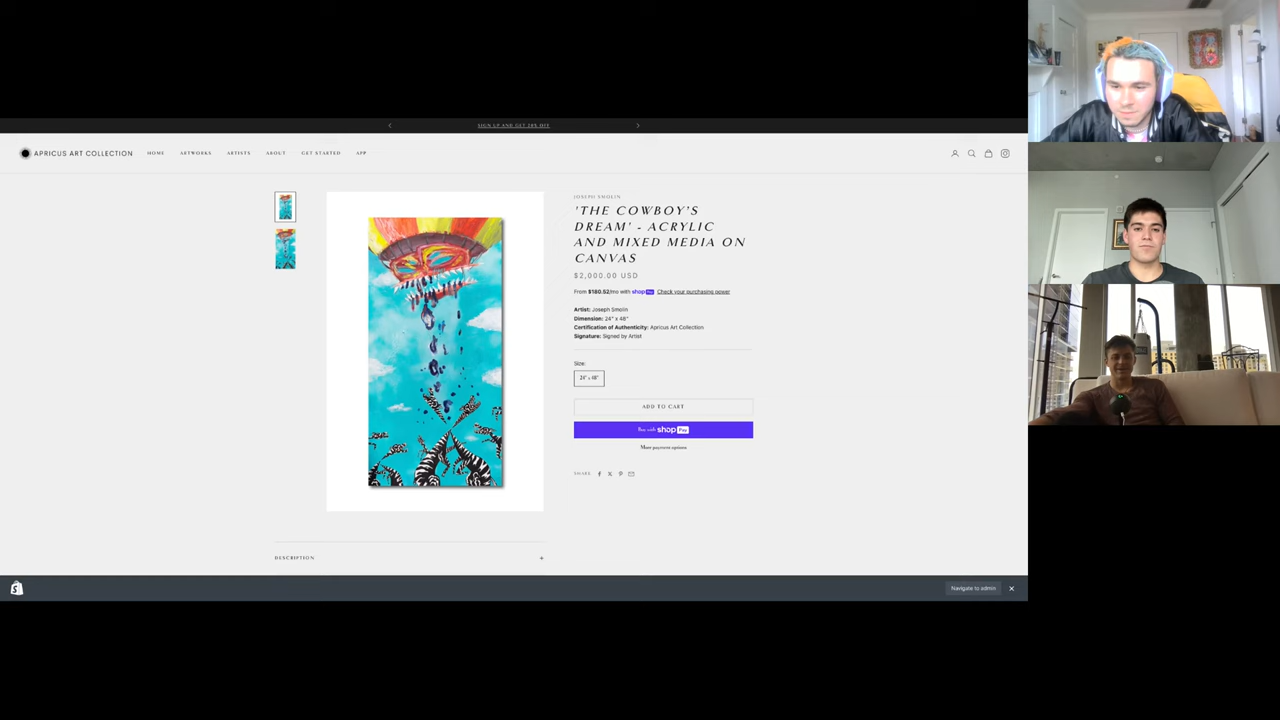 SIGN UP AND GET 20% OFF
APRICUS ART COLLECTION
HOME
ARTWORKS
ARTISTS
ABOUT
GET STARTED
APP
JOSEPH SMOLIN
'THE COWBOY'S
DREAM' - ACRYLIC
AND MIXED MEDIA ON
CANVAS
$2,000.00 USD
From $180.52/mo with shop Pay Check your purchasing power
Artist: Joseph Smolin
Dimension: 24" x 48"
Certification of Authenticity: Apricus Art Collection
Signature: Signed by Artist
Size:
24" x 48"
ADD TO CART
Buy with shop Pay
More payment options
SHARE
DESCRIPTION
Navigate to admin